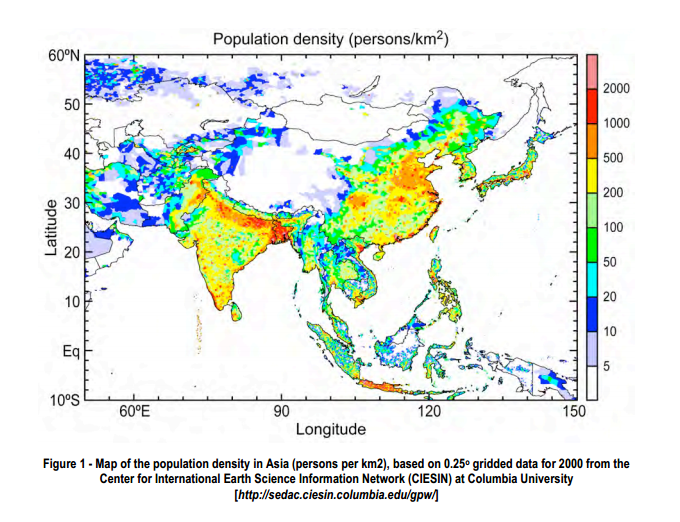 Population density (persons/km2)
60ºN
50
40
30
20
10
Eq
10ºS
Latitude
60ºE
90
120
150
Longitude
2000
1000
500
200
100
50
20
10
5
Figure 1 - Map of the population density in Asia (persons per km2), based on 0.25º gridded data for 2000 from the
Center for International Earth Science Information Network (CIESIN) at Columbia University
[http://sedac.ciesin.columbia.edu/gpw/]